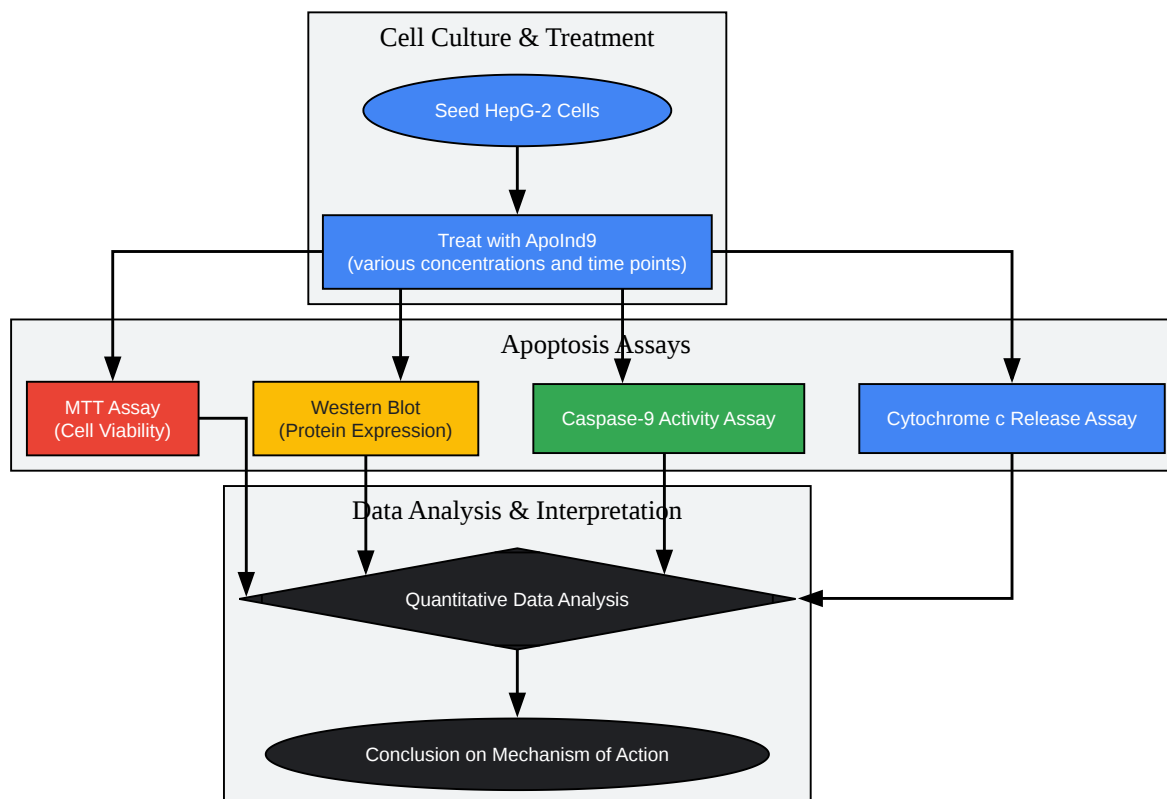 Cell Culture & Treatment
Seed HepG-2 Cells
Treat with ApoInd9
(various concentrations and time points)
Apoptosis Assays
MTT Assay
(Cell Viability)
Western Blot
(Protein Expression)
Caspase-9 Activity Assay
Cytochrome c Release Assay
Data Analysis & Interpretation
Quantitative Data Analysis
Conclusion on Mechanism of Action